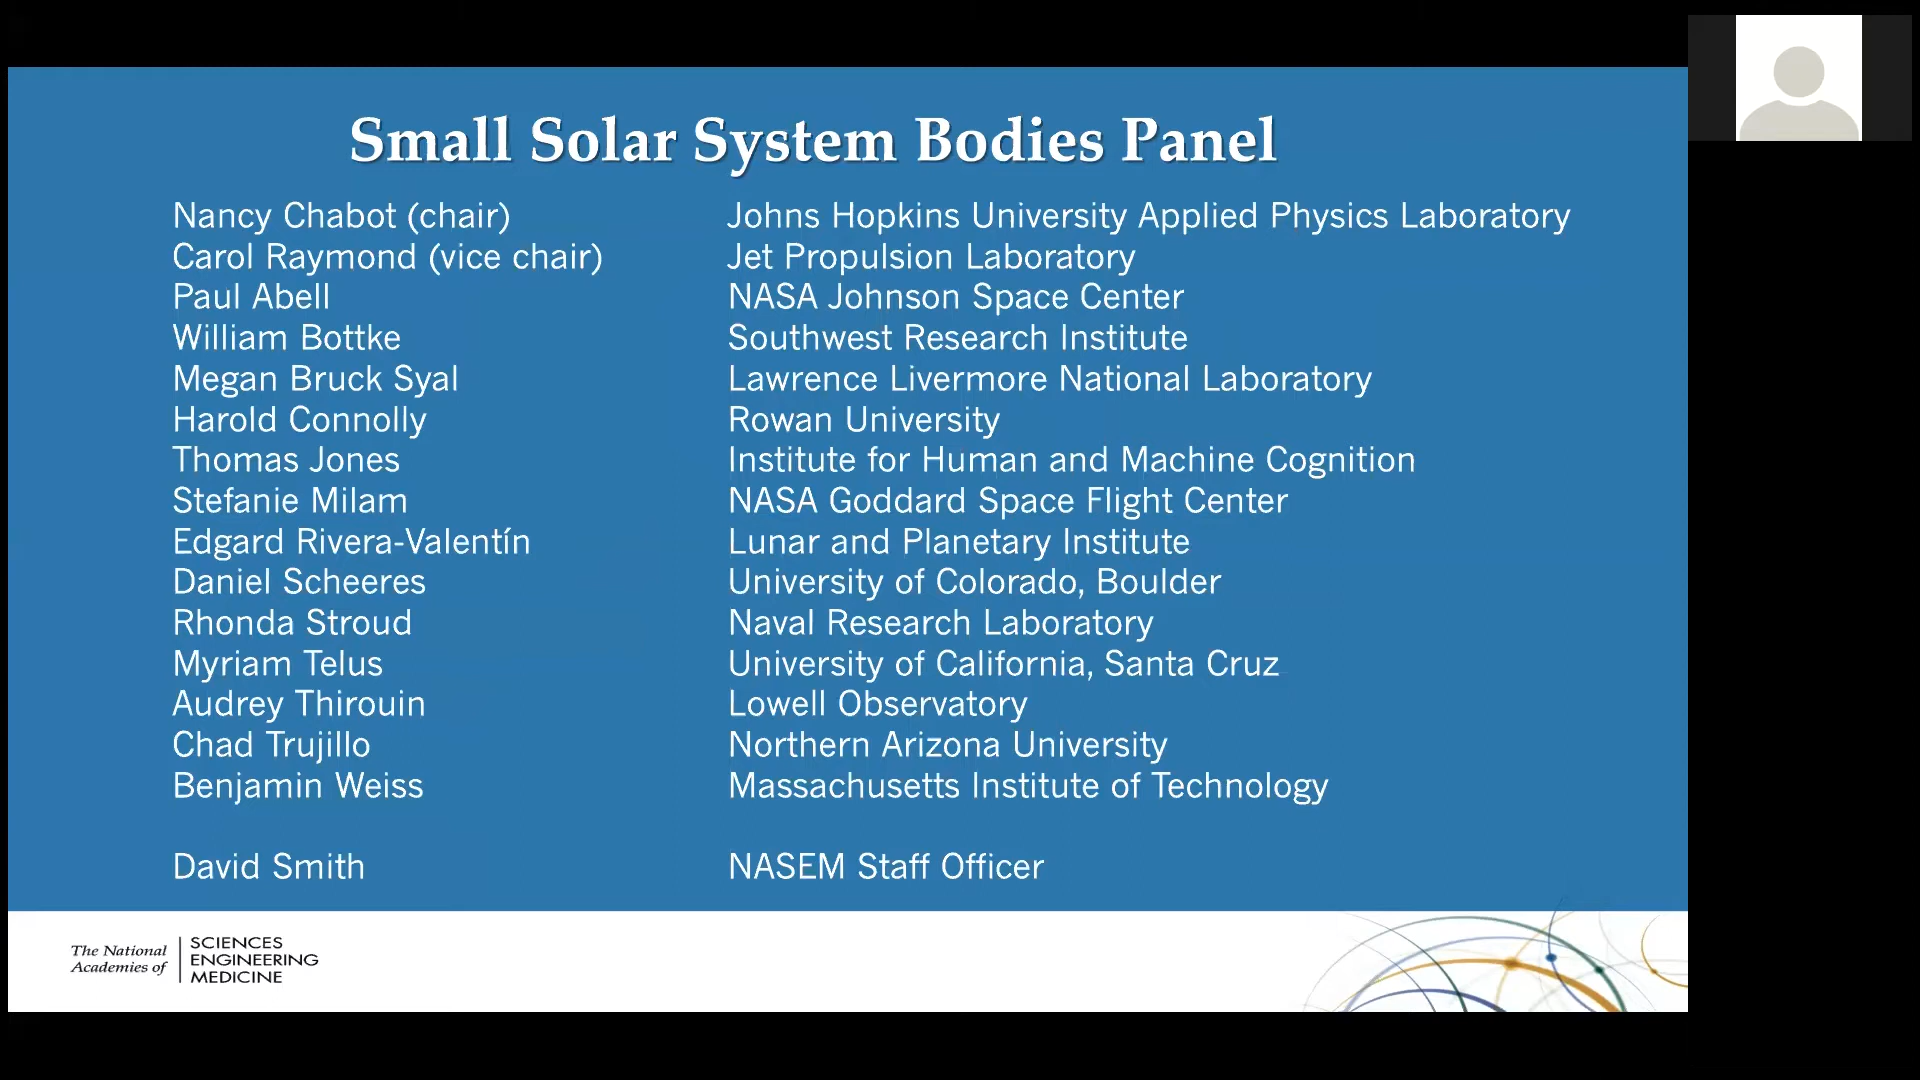 Small Solar System Bodies Panel
Nancy Chabot (chair) Johns Hopkins University Applied Physics Laboratory
Carol Raymond (vice chair) Jet Propulsion Laboratory
Paul Abell NASA Johnson Space Center
William Bottke Southwest Research Institute
Megan Bruck Syal Lawrence Livermore National Laboratory
Harold Connolly Rowan University
Thomas Jones Institute for Human and Machine Cognition
Stefanie Milam NASA Goddard Space Flight Center
Edgard Rivera-Valentín Lunar and Planetary Institute
Daniel Scheeres University of Colorado, Boulder
Rhonda Stroud Naval Research Laboratory
Myriam Telus University of California, Santa Cruz
Audrey Thirouin Lowell Observatory
Chad Trujillo Northern Arizona University
Benjamin Weiss Massachusetts Institute of Technology
David Smith NASEM Staff Officer
The National
Academies of
SCIENCES
ENGINEERING
MEDICINE